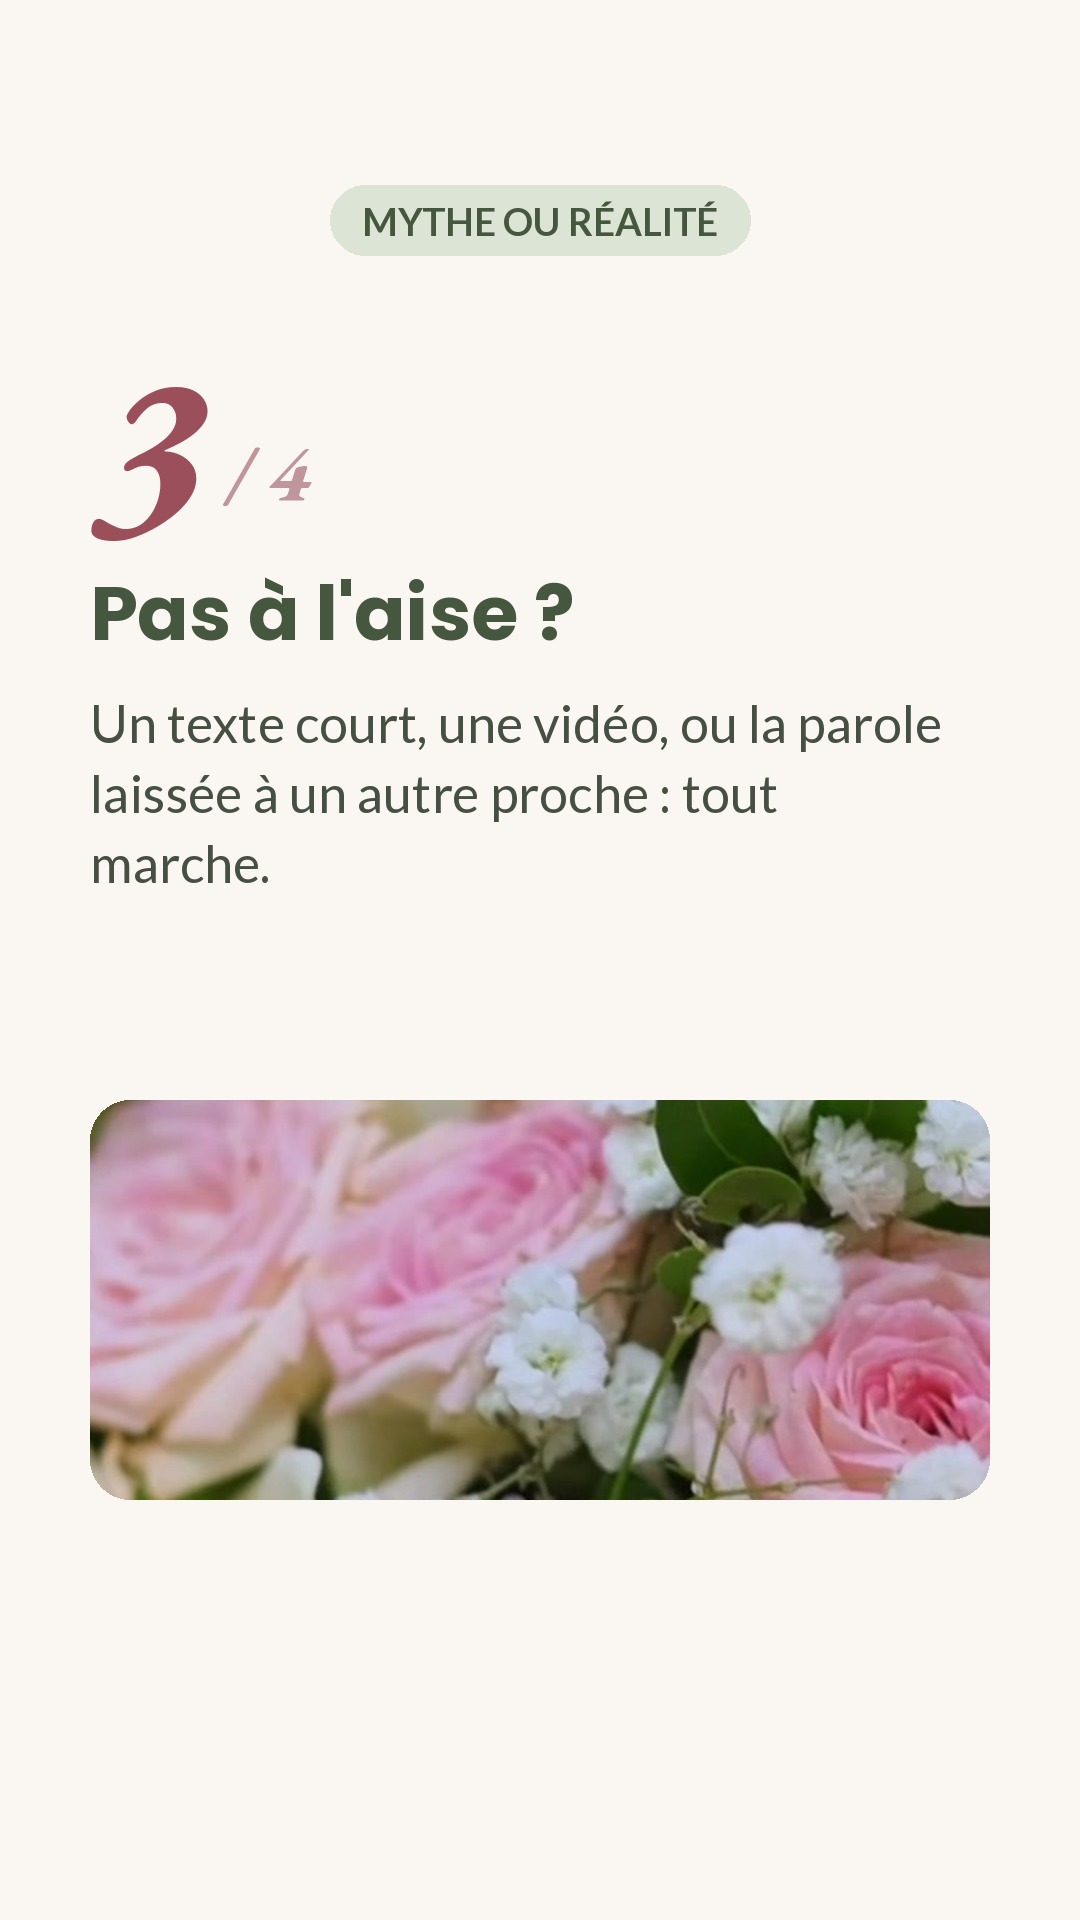 MYTHE OU RÉALITÉ
3 / 4
Pas à l'aise ?
Un texte court, une vidéo, ou la parole
laissée à un autre proche : tout
marche.